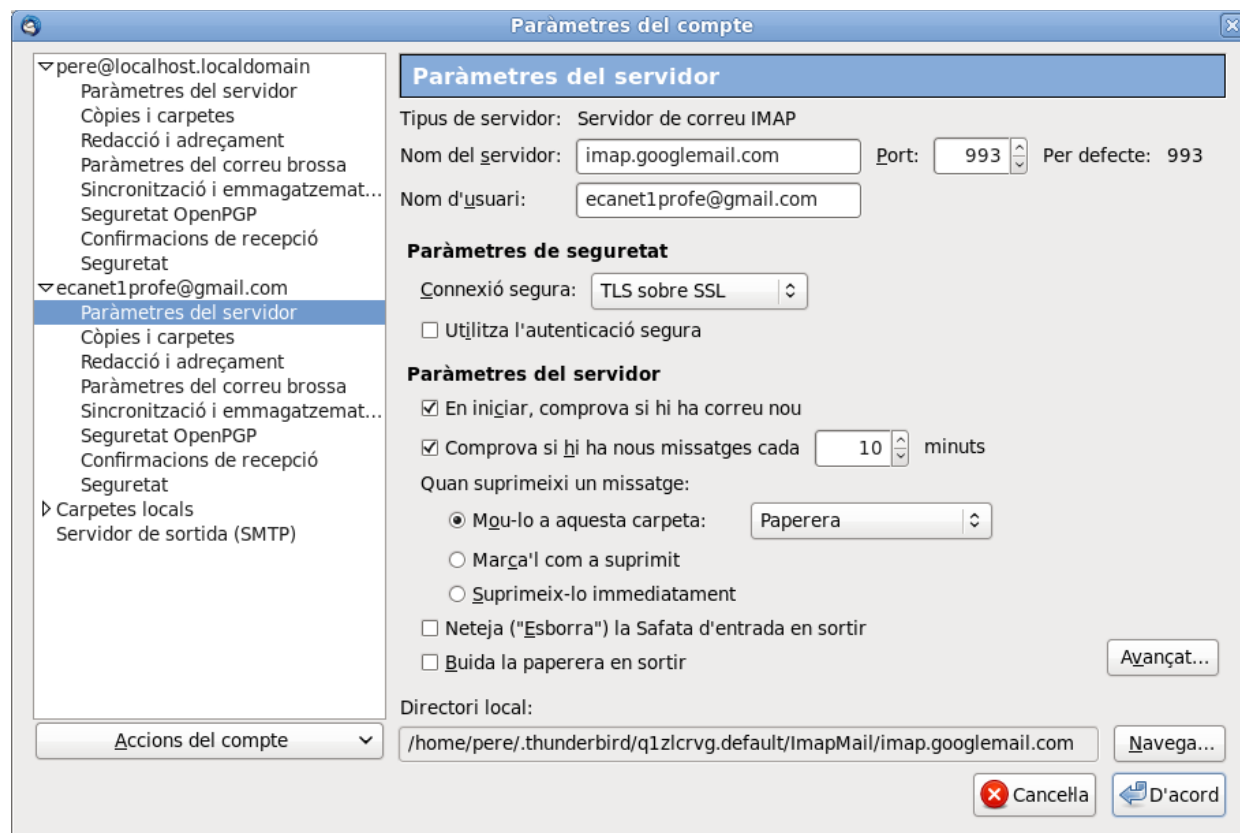 Paràmetres del compte
pere@localhost.localdomain
Paràmetres del servidor
Còpies i carpetes
Redacció i adreçament
Paràmetres del correu brossa
Sincronització i emmagatzemat...
Seguretat OpenPGP
Confirmacions de recepció
Seguretat
ecanet1profe@gmail.com
Paràmetres del servidor
Còpies i carpetes
Redacció i adreçament
Paràmetres del correu brossa
Sincronització i emmagatzemat...
Seguretat OpenPGP
Confirmacions de recepció
Seguretat
Carpetes locals
Servidor de sortida (SMTP)
Accions del compte
Paràmetres del servidor
Tipus de servidor: Servidor de correu IMAP
Nom del servidor: imap.googlemail.com Port: 993 Per defecte: 993
Nom d'usuari: ecanet1profe@gmail.com
Paràmetres de seguretat
Connexió segura: TLS sobre SSL
Utilitza l'autenticació segura
Paràmetres del servidor
En iniciar, comprova si hi ha correu nou
Comprova si hi ha nous missatges cada 10 minuts
Quan suprimeixi un missatge:
Mou-lo a aquesta carpeta: Paperera
Marca'l com a suprimit
Suprimeix-lo immediatament
Neteja ("Esborra") la Safata d'entrada en sortir
Buida la paperera en sortir
Avançat...
Directori local:
/home/pere/.thunderbird/q1zlcrvg.default/ImapMail/imap.googlemail.com Navega...
Canceŀla D'acord